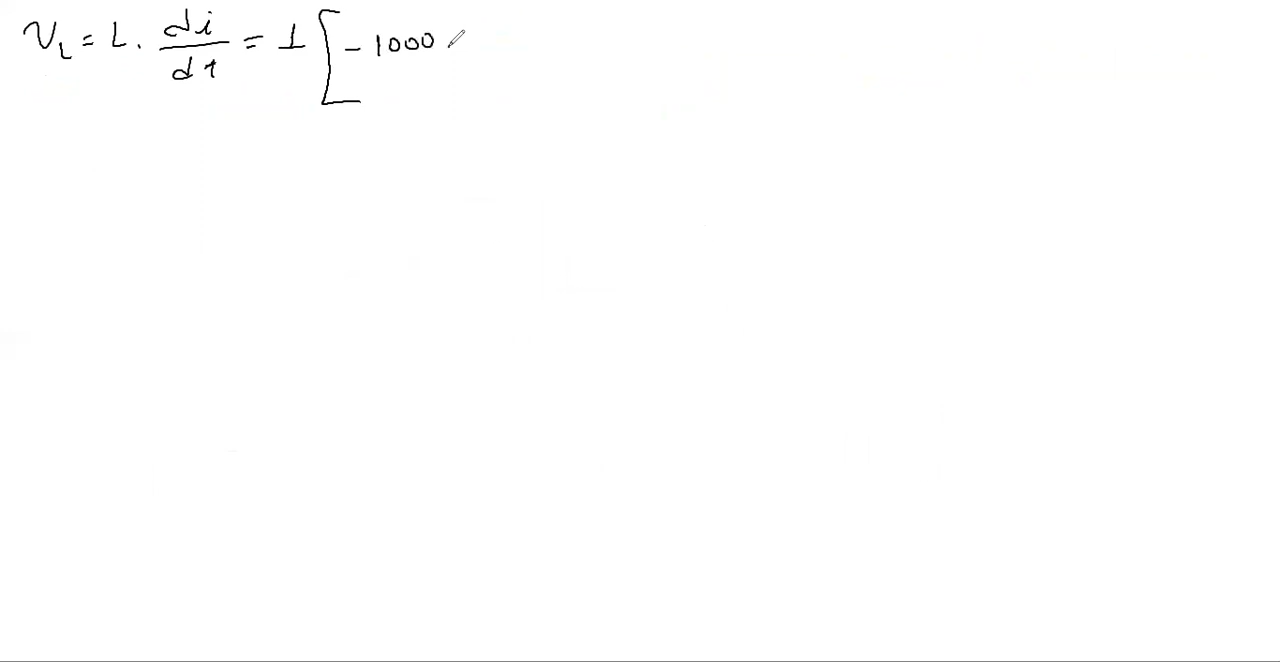 V_L = L . di/dt = 1 [ - 1000